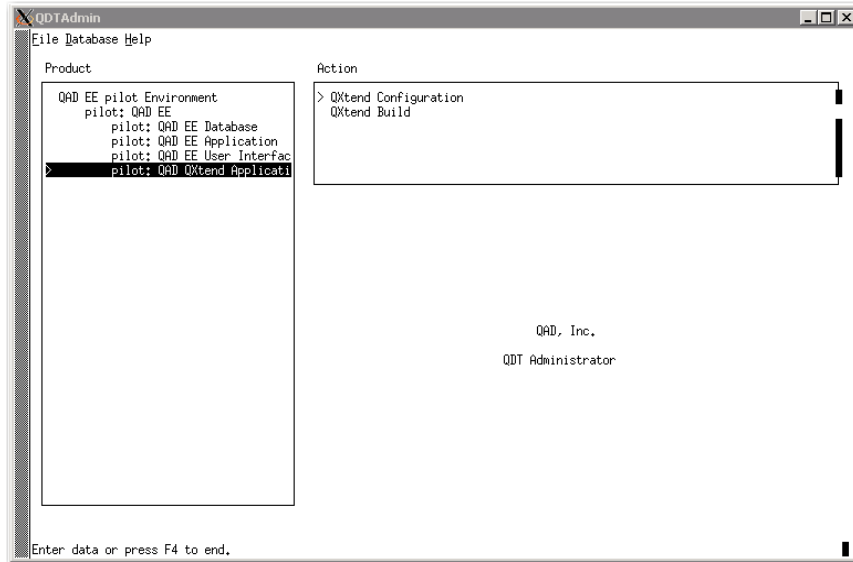 QDTAdmin
File Database Help
Product
QAD EE pilot Environment
pilot: QAD EE
pilot: QAD EE Database
pilot: QAD EE Application
pilot: QAD EE User Interfac
> pilot: QAD QXtend Applicati
Action
> QXtend Configuration
QXtend Build
QAD, Inc.
QDT Administrator
Enter data or press F4 to end.